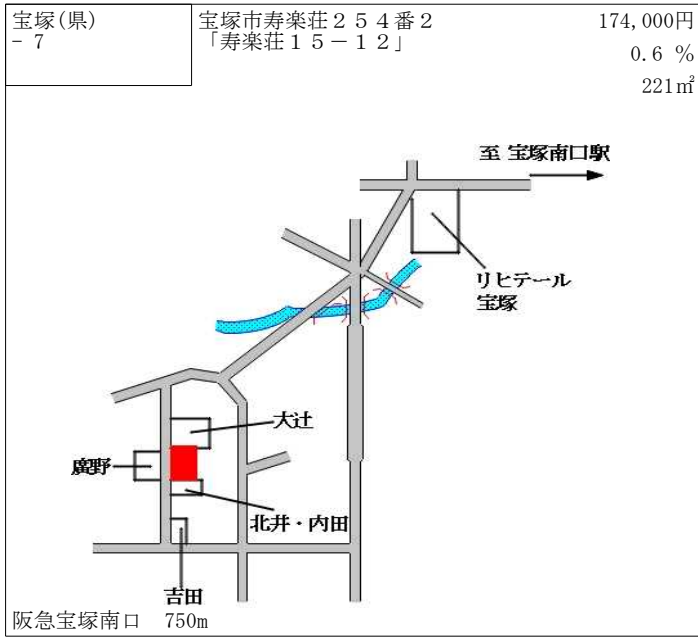 宝塚(県)
- 7
宝塚市寿楽荘２５４番２
「寿楽荘１５－１２」
174,000円
0.6 %
221㎡
至 宝塚南口駅
リヒテール
宝塚
大辻
廣野
北井・内田
吉田
阪急宝塚南口 750m